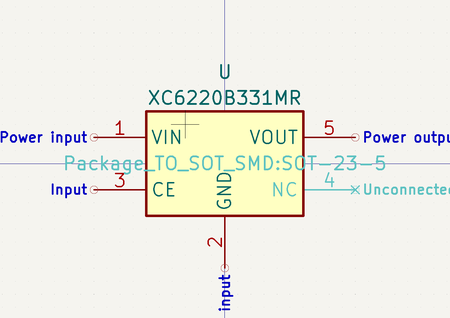 U
XC6220B331MR
Power input 1 VIN VOUT 5 Power outpu
Package_TO_SOT_SMD:SOT-23-5
Input 3 CE GND NC 4 Unconnected
2
input